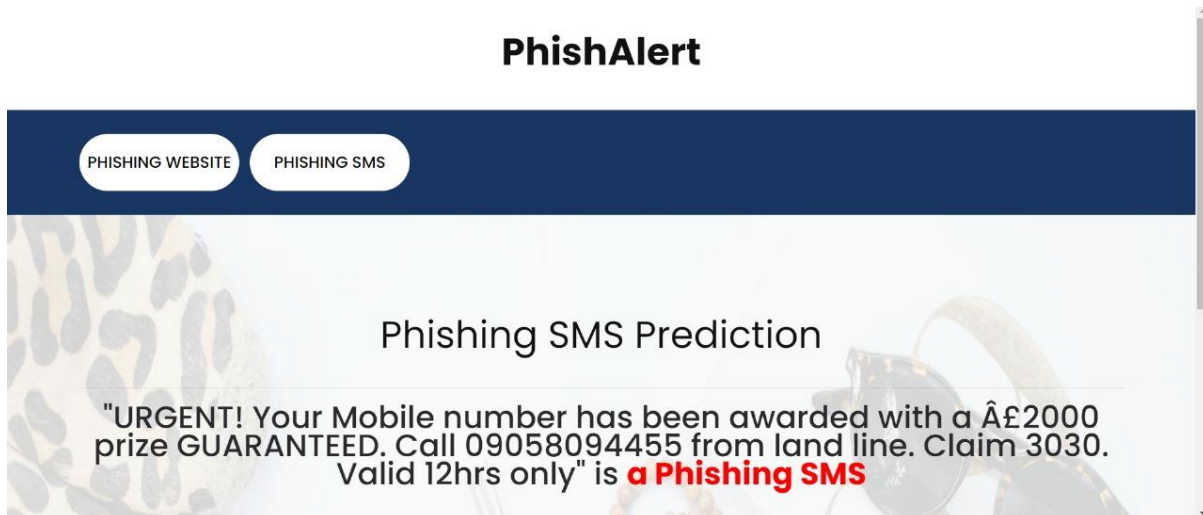 PhishAlert
PHISHING WEBSITE
PHISHING SMS
Phishing SMS Prediction
"URGENT! Your Mobile number has been awarded with a Â£2000
prize GUARANTEED. Call 09058094455 from land line. Claim 3030.
Valid 12hrs only" is a Phishing SMS